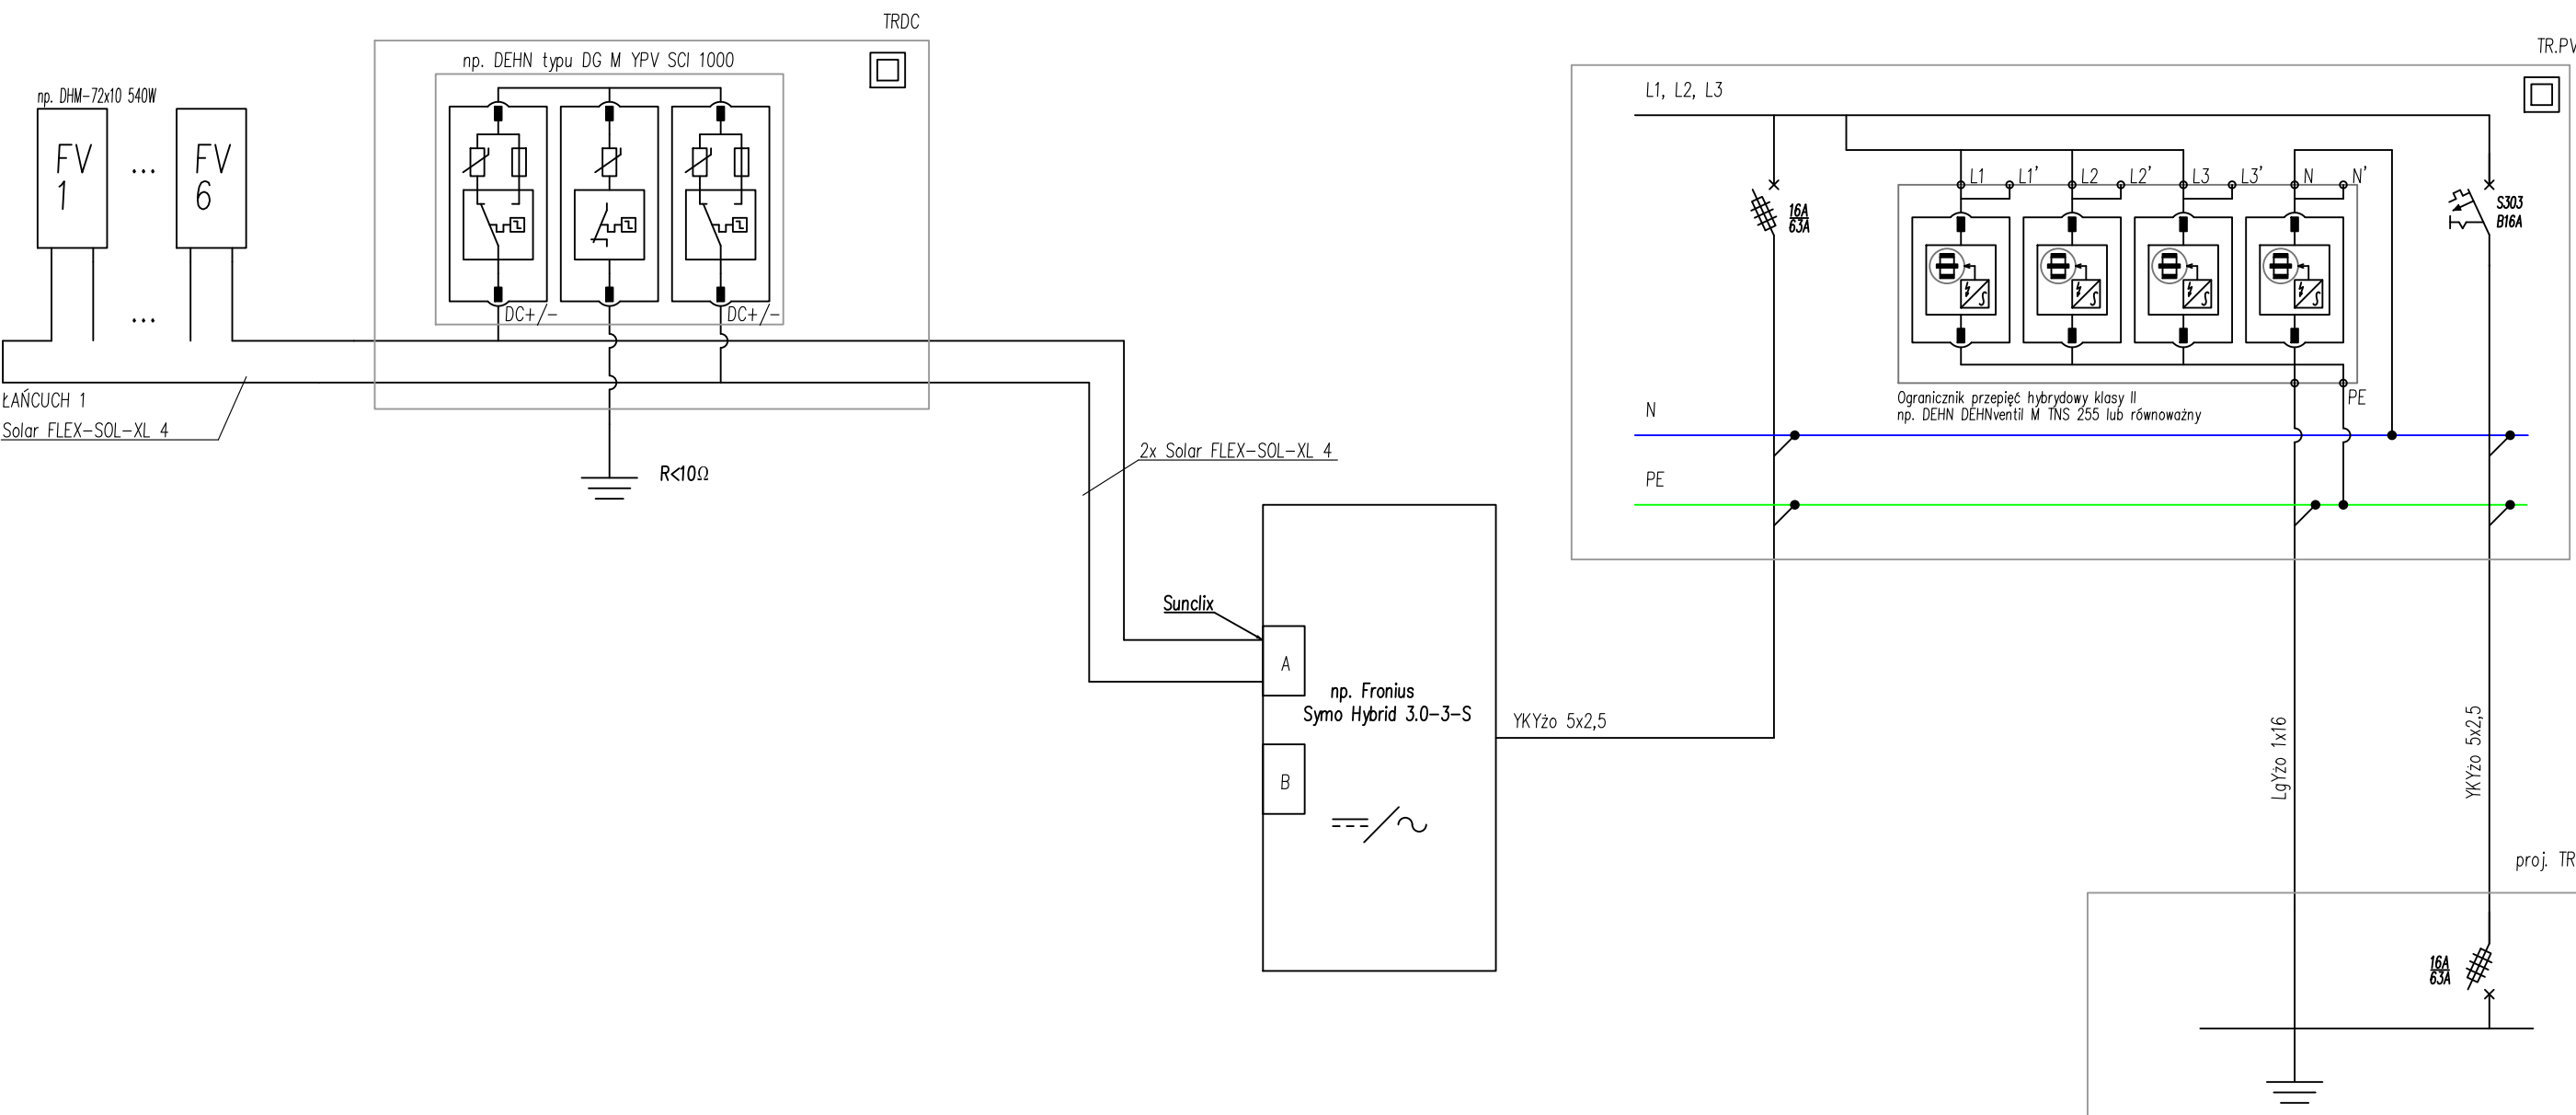 TRDC
np. DEHN typu DG M YPV SCI 1000
np. DHM-72x10 540W
FV
1
...
FV
6
...
DC+/-
DC+/-
ŁAŃCUCH 1
Solar FLEX-SOL-XL 4
R<10Ω
2x Solar FLEX-SOL-XL 4
Sunclix
A
np. Fronius
Symo Hybrid 3.0-3-S
B
YKYżo 5x2,5
TR.PV
L1, L2, L3
16A
63A
L1
L1'
L2
L2'
L3
L3'
N
N'
S303
B16A
Ogranicznik przepięć hybrydowy klasy II
np. DEHN DEHNventil M TNS 255 lub równoważny
PE
N
PE
LgYżo 1x16
YKYżo 5x2,5
proj. TR
16A
63A